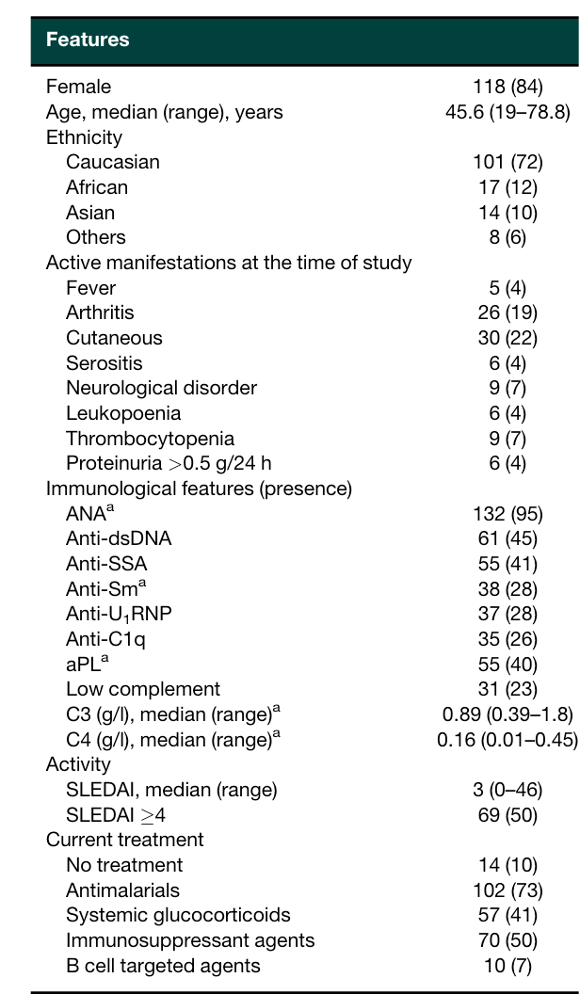 Features
Female 118 (84)
Age, median (range), years 45.6 (19–78.8)
Ethnicity
Caucasian 101 (72)
African 17 (12)
Asian 14 (10)
Others 8 (6)
Active manifestations at the time of study
Fever 5 (4)
Arthritis 26 (19)
Cutaneous 30 (22)
Serositis 6 (4)
Neurological disorder 9 (7)
Leukopoenia 6 (4)
Thrombocytopenia 9 (7)
Proteinuria >0.5 g/24 h 6 (4)
Immunological features (presence)
ANAᵃ 132 (95)
Anti-dsDNA 61 (45)
Anti-SSA 55 (41)
Anti-Smᵃ 38 (28)
Anti-U₁RNP 37 (28)
Anti-C1q 35 (26)
aPLᵃ 55 (40)
Low complement 31 (23)
C3 (g/l), median (range)ᵃ 0.89 (0.39–1.8)
C4 (g/l), median (range)ᵃ 0.16 (0.01–0.45)
Activity
SLEDAI, median (range) 3 (0–46)
SLEDAI ≥4 69 (50)
Current treatment
No treatment 14 (10)
Antimalarials 102 (73)
Systemic glucocorticoids 57 (41)
Immunosuppressant agents 70 (50)
B cell targeted agents 10 (7)